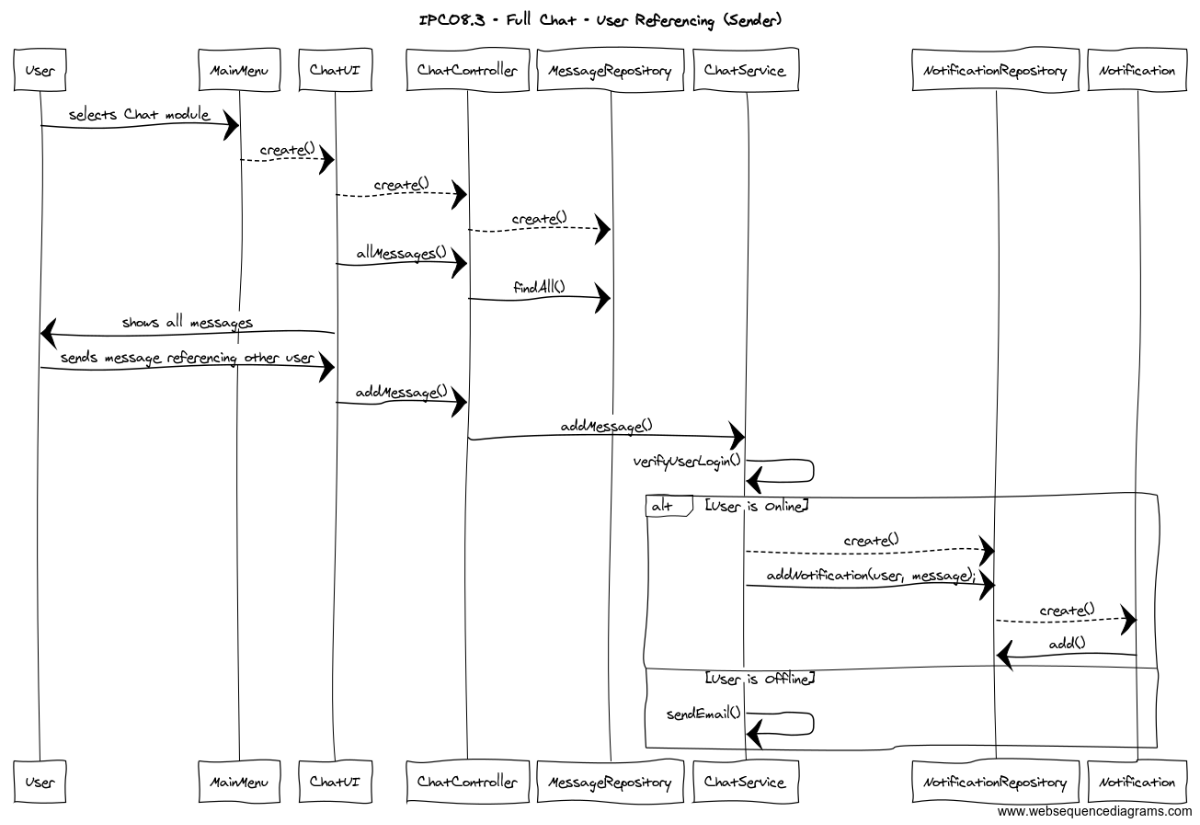 IPC08.3 - Full Chat - User Referencing (Sender)
User
MainMenu
ChatUI
ChatController
MessageRepository
ChatService
NotificationRepository
Notification
selects Chat module
create()
create()
create()
allMessages()
findAll()
shows all messages
sends message referencing other user
addMessage()
addMessage()
verifyUserLogin()
alt
[User is Online]
create()
addNotification(user, message);
create()
add()
[User is Offline]
sendEmail()
User
MainMenu
ChatUI
ChatController
MessageRepository
ChatService
NotificationRepository
Notification
www.websequencediagrams.com